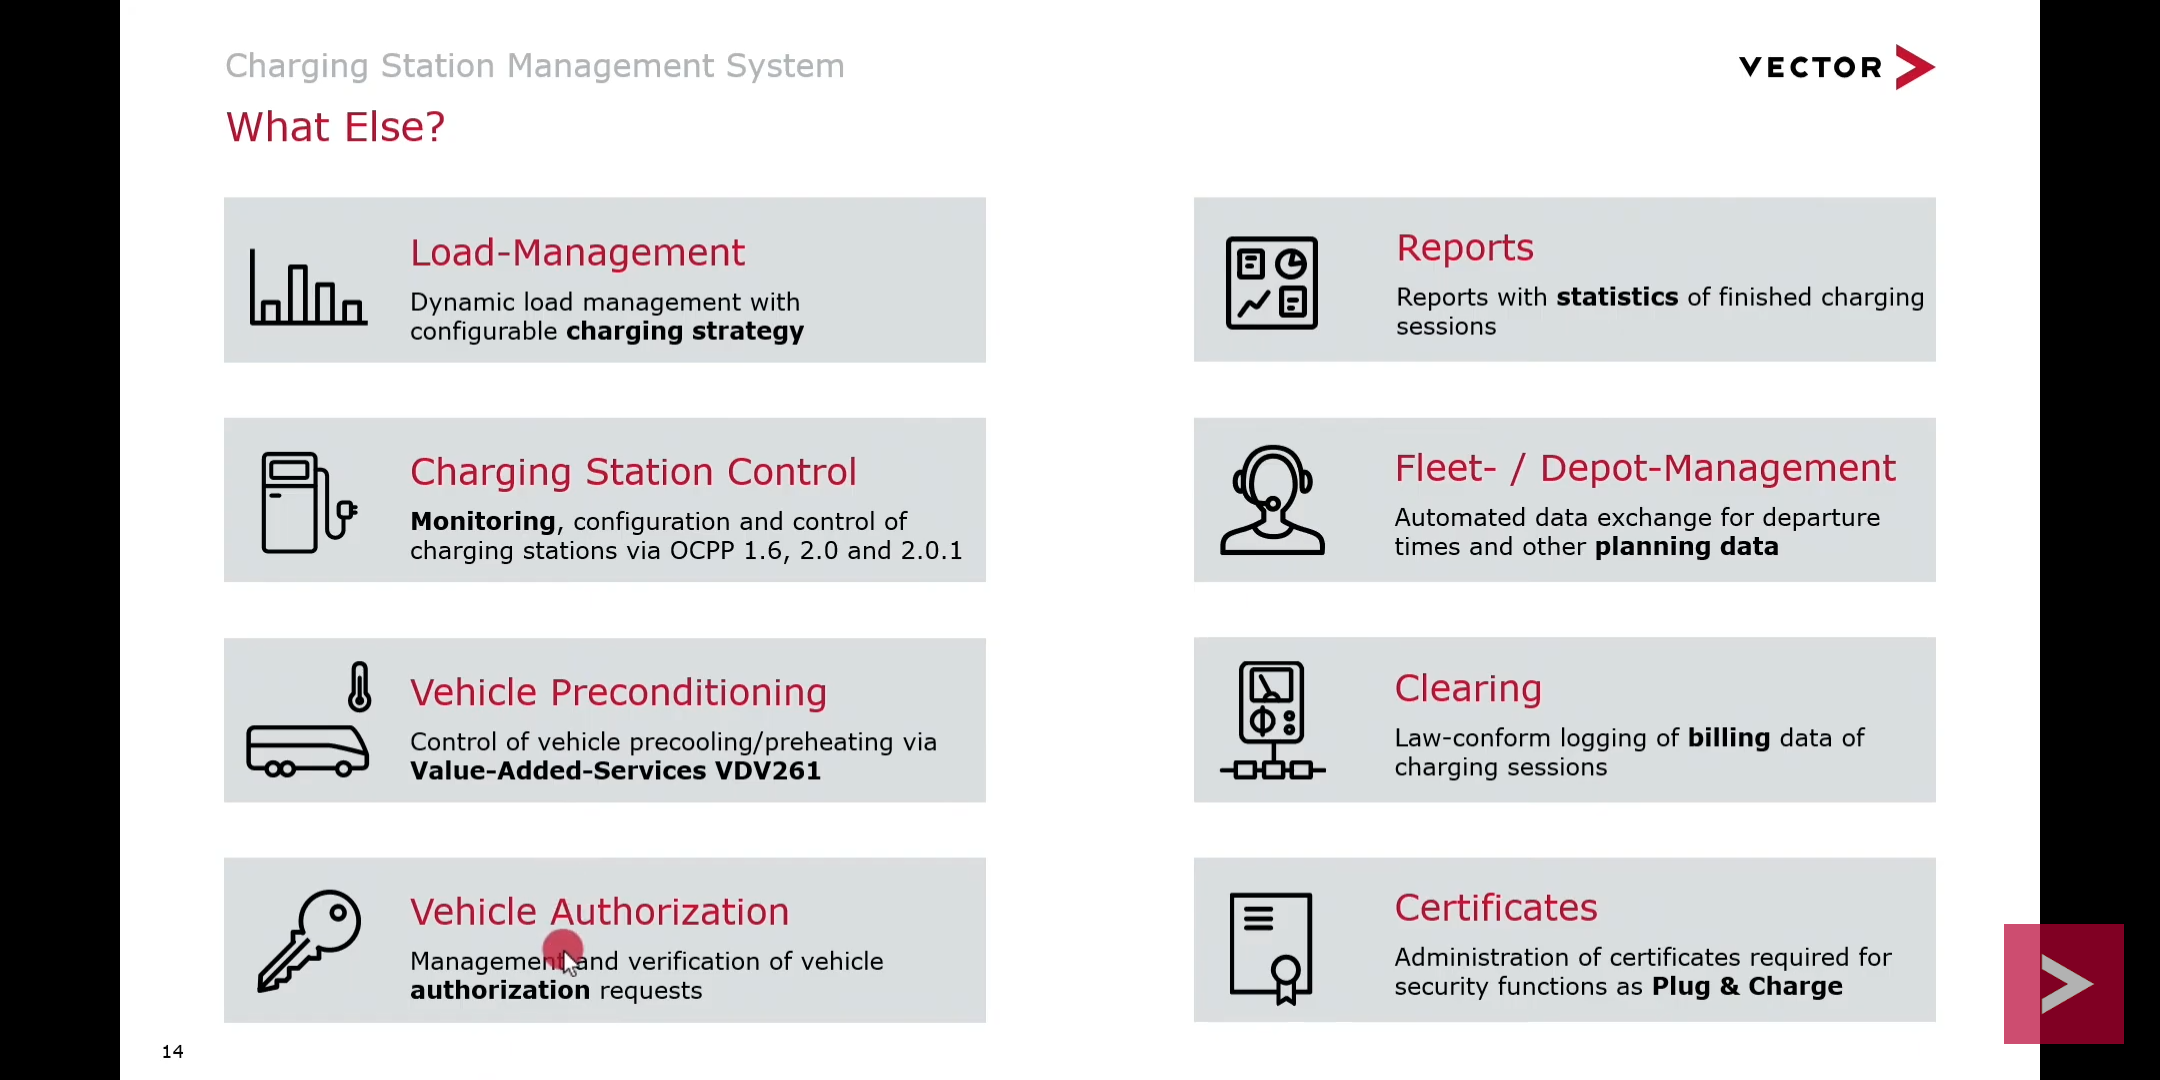 Charging Station Management System
VECTOR
What Else?
Load-Management
Dynamic load management with
configurable charging strategy
Charging Station Control
Monitoring, configuration and control of
charging stations via OCPP 1.6, 2.0 and 2.0.1
Vehicle Preconditioning
Control of vehicle precooling/preheating via
Value-Added-Services VDV261
Vehicle Authorization
Management and verification of vehicle
authorization requests
Reports
Reports with statistics of finished charging
sessions
Fleet- / Depot-Management
Automated data exchange for departure
times and other planning data
Clearing
Law-conform logging of billing data of
charging sessions
Certificates
Administration of certificates required for
security functions as Plug & Charge
14